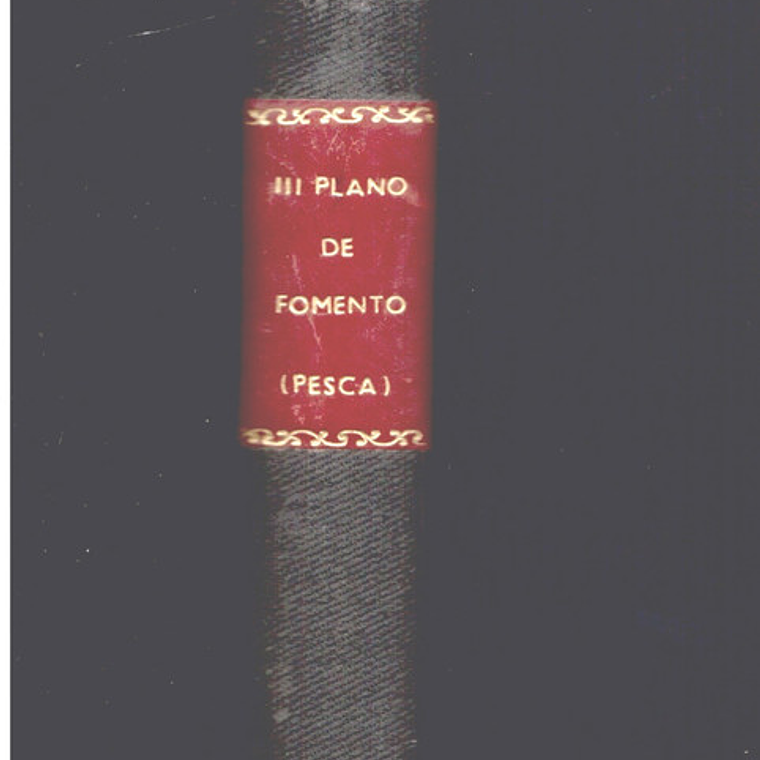 III PLANO
DE
FOMENTO
(PESCA)